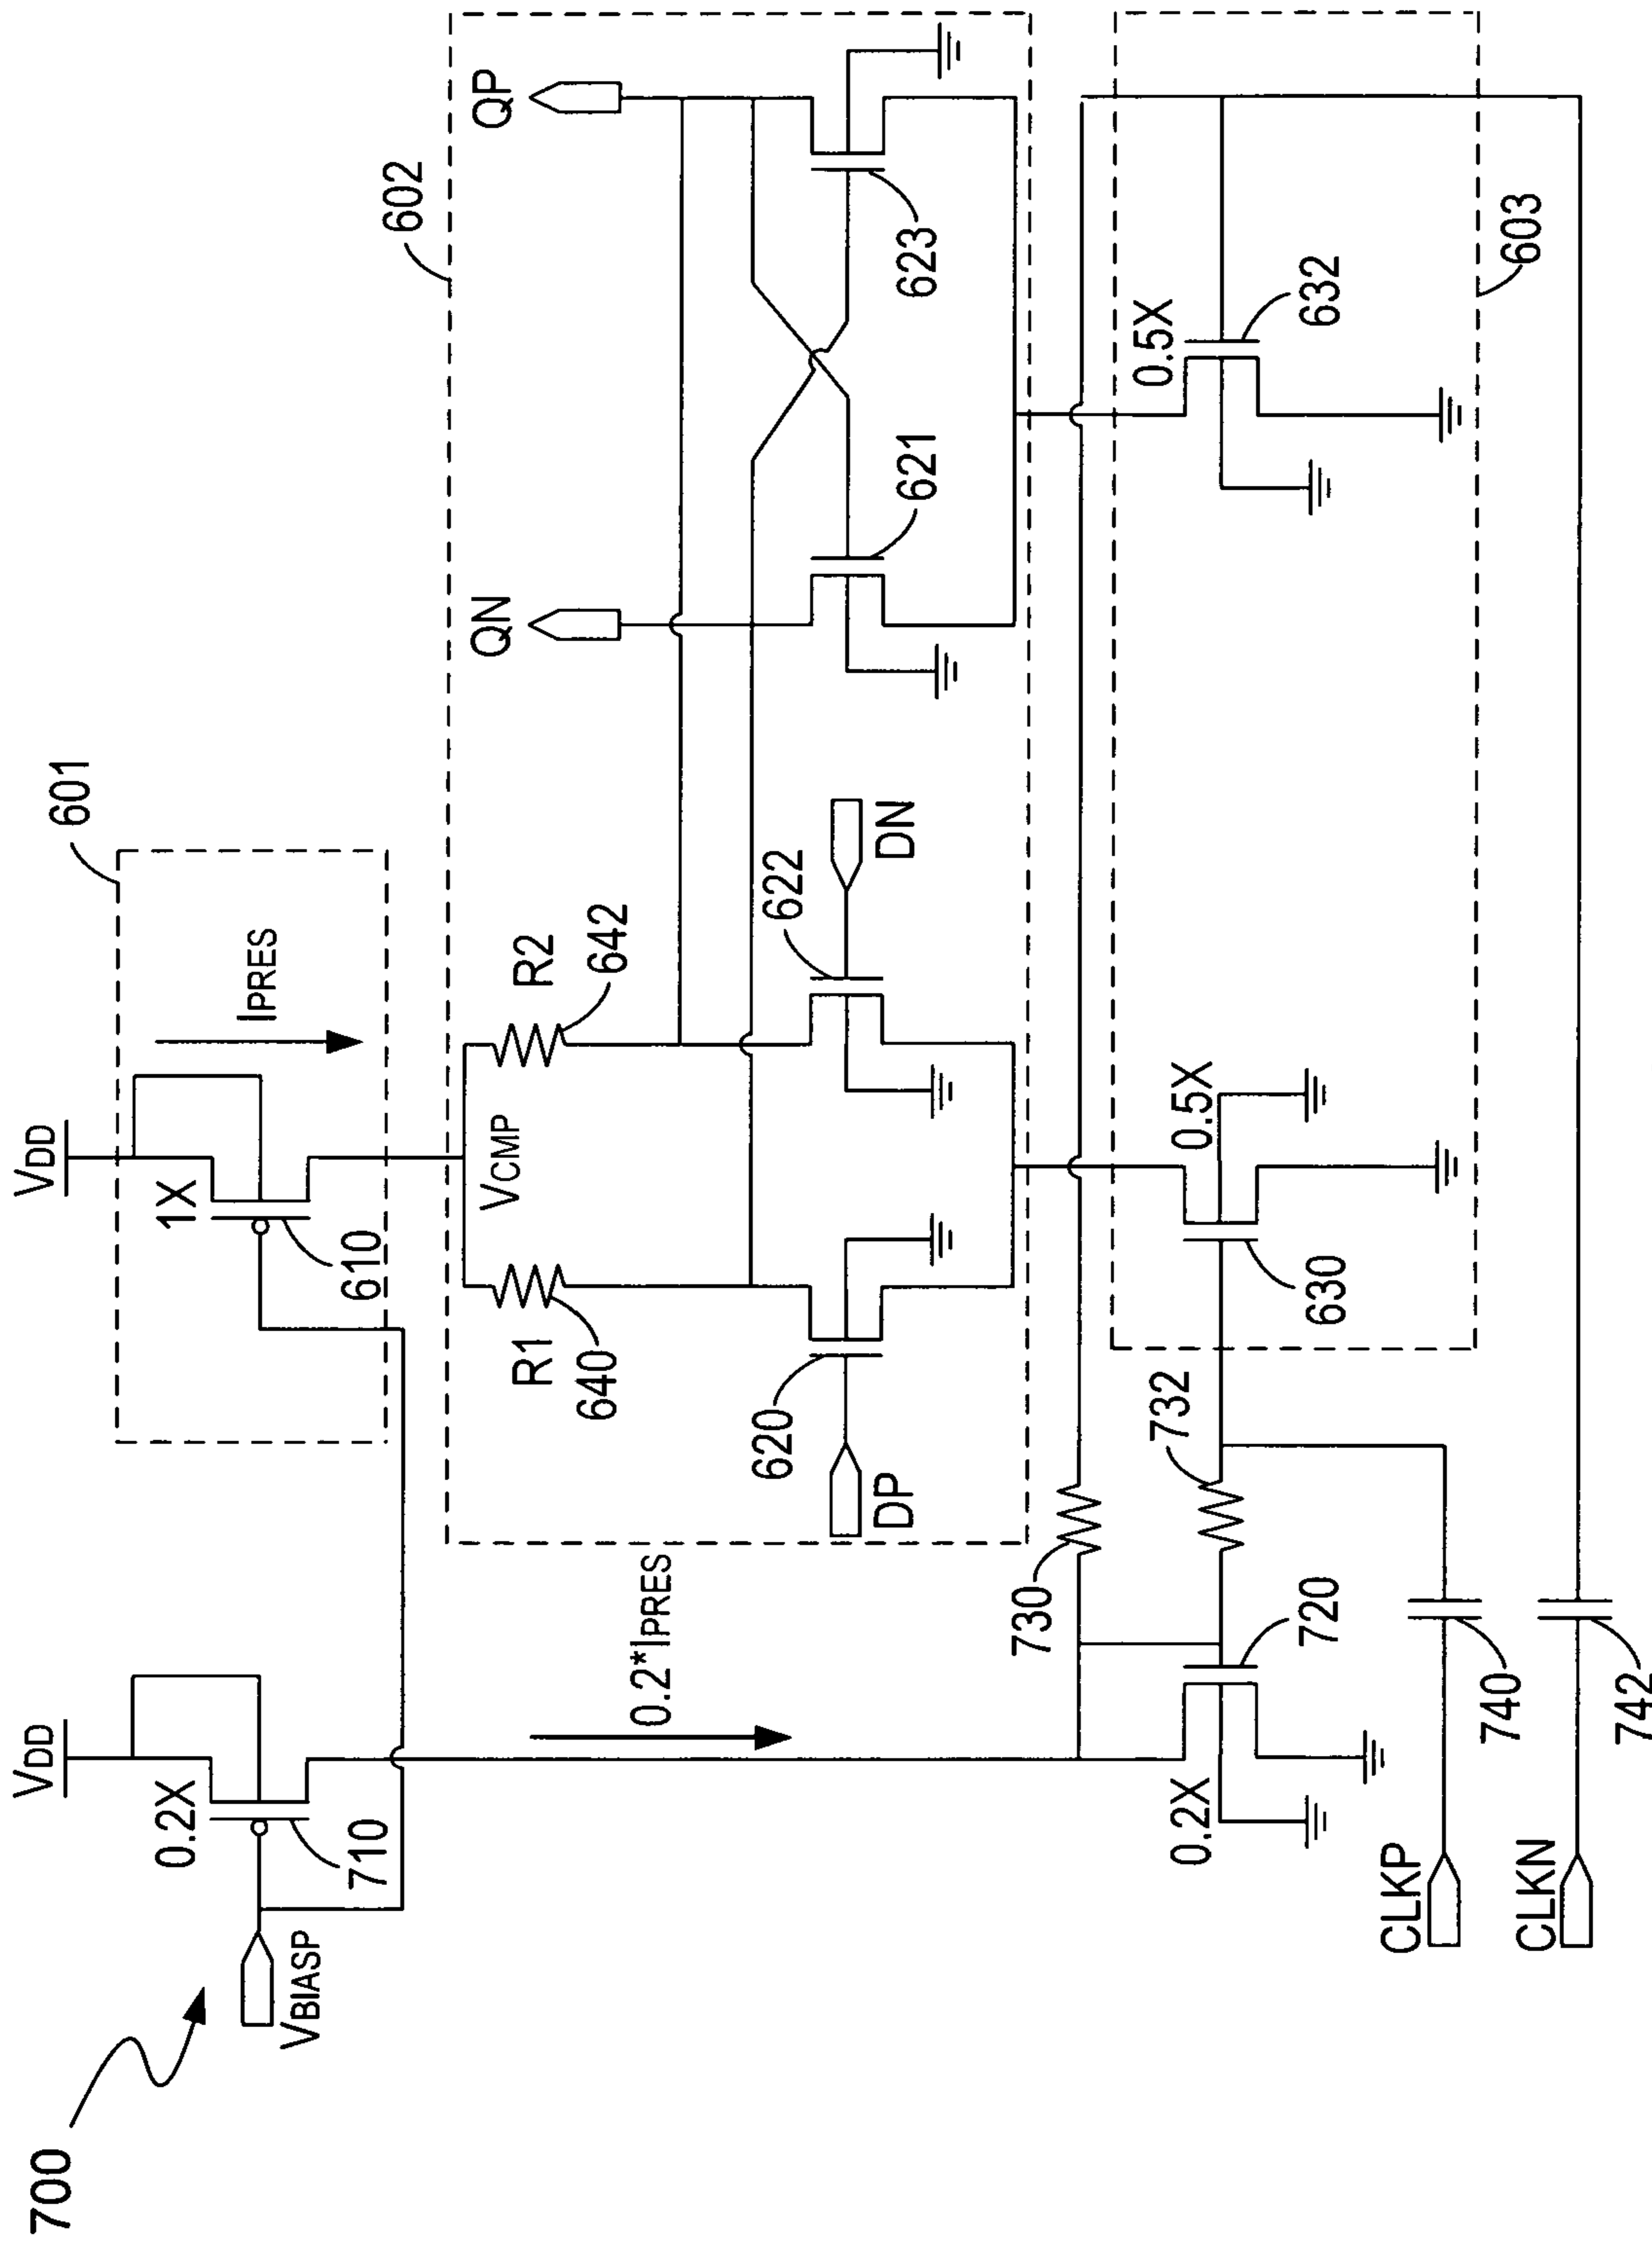 700
VDD
0.2X
710
VBIASP
VDD
1X
610
601
IPRES
0.2*IPRES
602
R1
640
VCMP
R2
642
QN
QP
620
DP
622
DN
621
623
730
732
0.2X
720
0.5X
630
0.5X
632
603
CLKP
740
CLKN
742